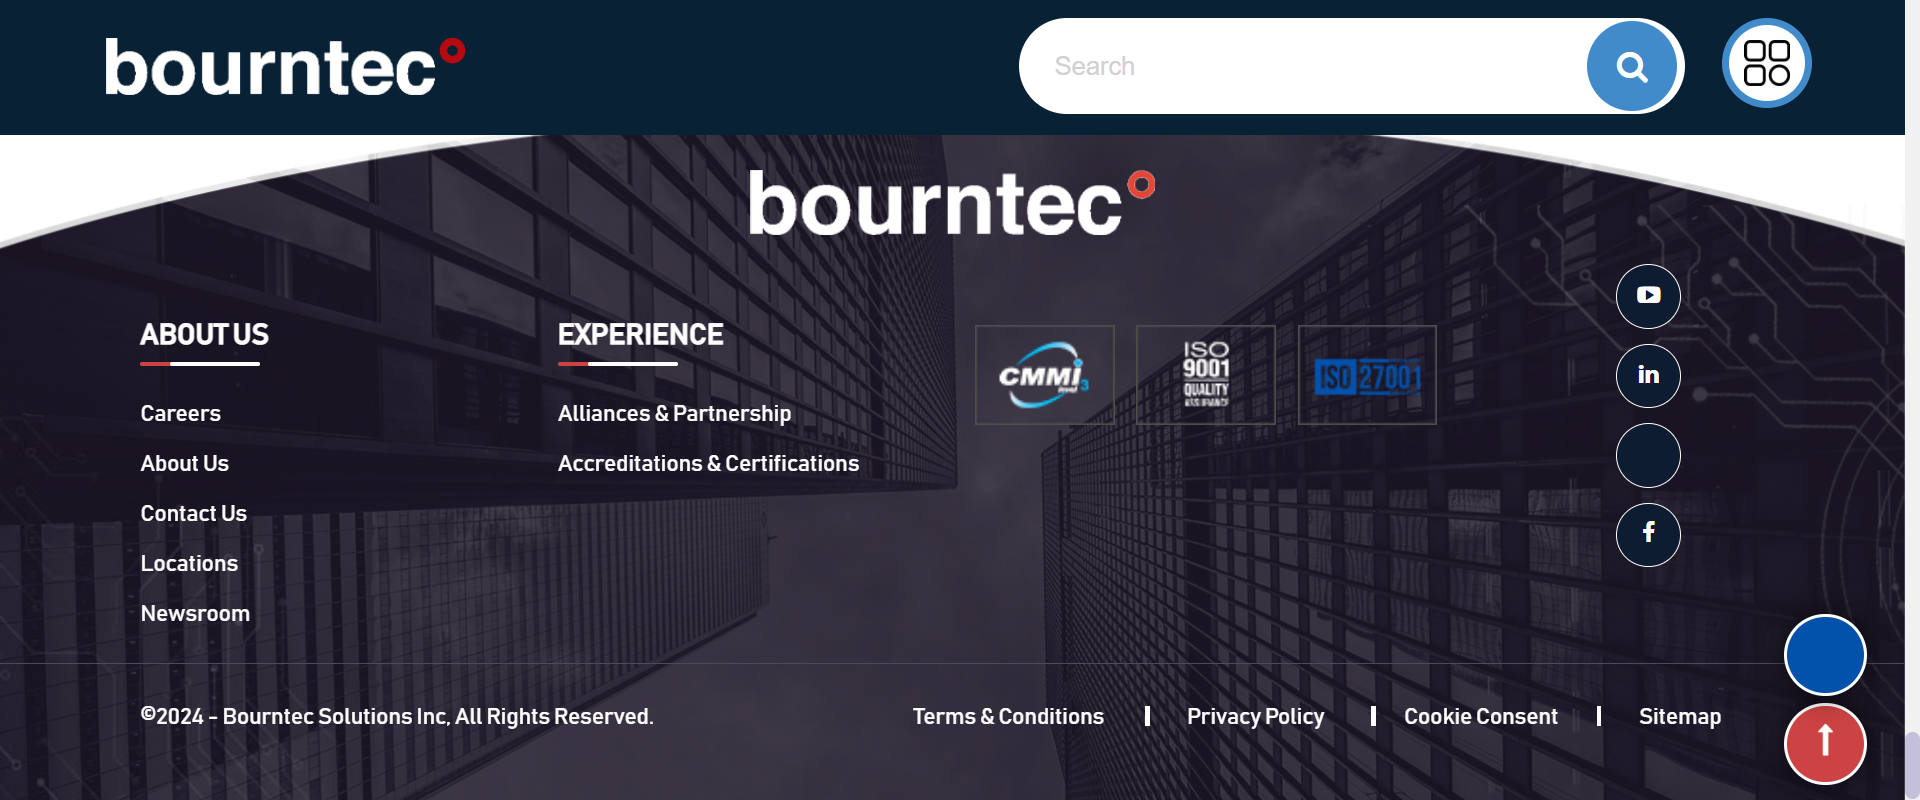 bourntec
Search
bourntec
ABOUT US
Careers
About Us
Contact Us
Locations
Newsroom
EXPERIENCE
Alliances & Partnership
Accreditations & Certifications
CMMi
level 3
ISO
9001
QUALITY
ASSURANCE
ISO 27001
in
f
©2024 - Bourntec Solutions Inc, All Rights Reserved.
Terms & Conditions
Privacy Policy
Cookie Consent
Sitemap